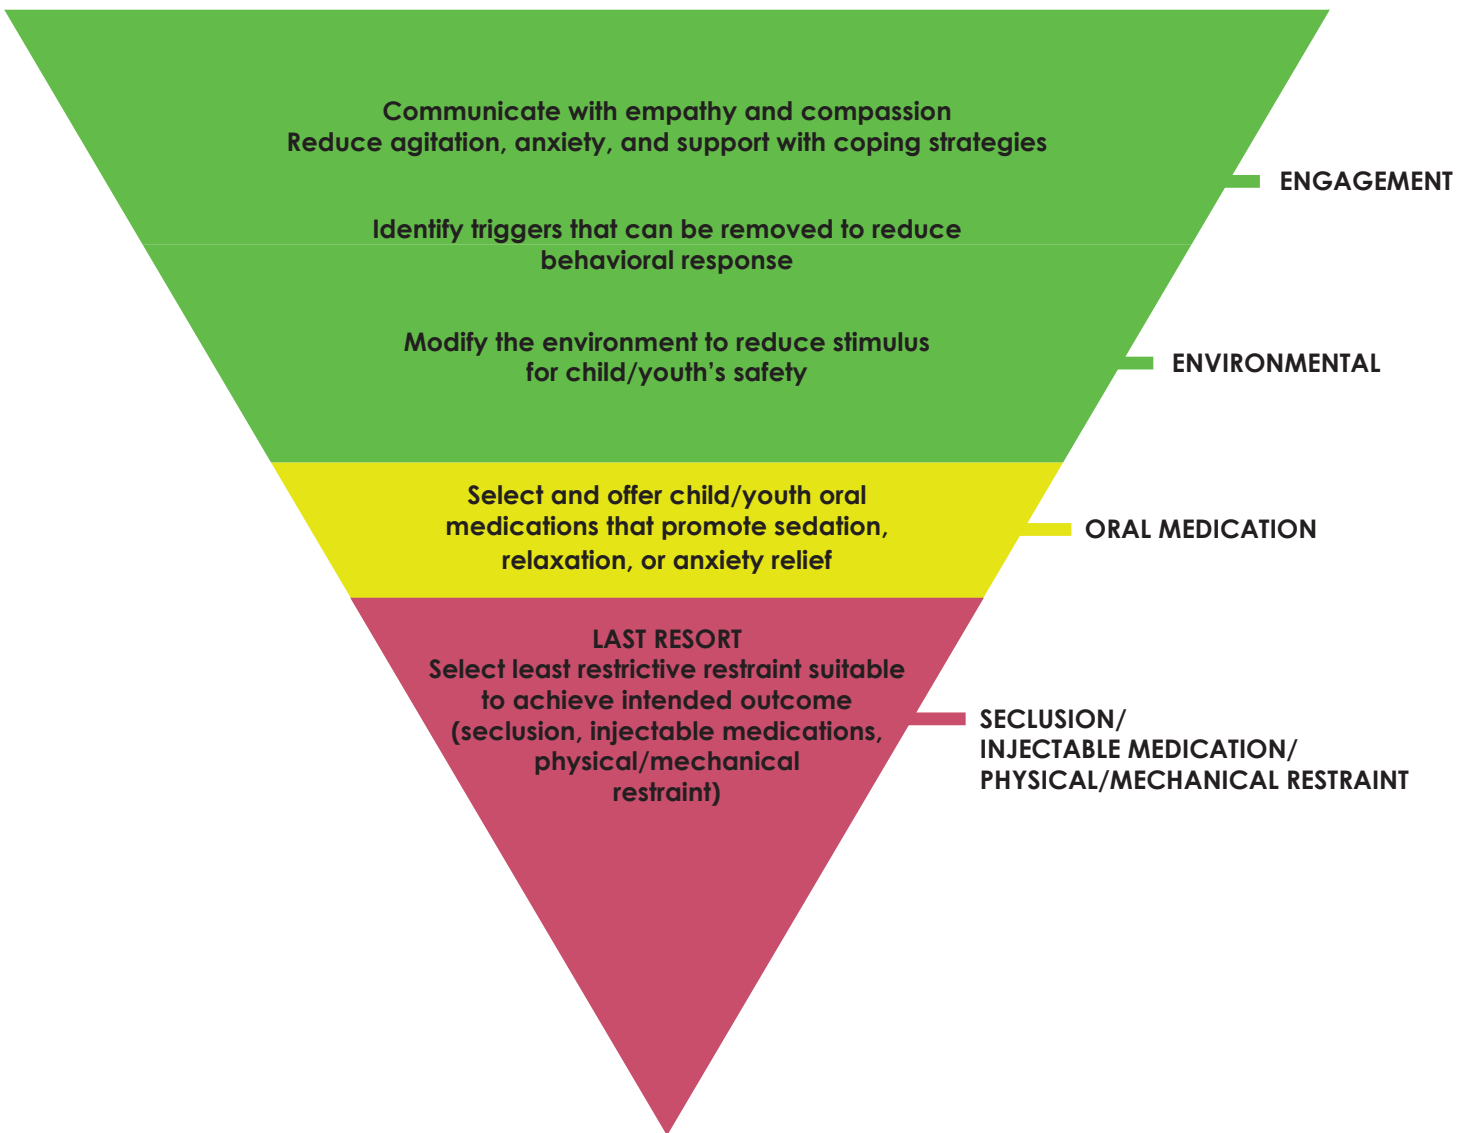 Communicate with empathy and compassion
Reduce agitation, anxiety, and support with coping strategies
ENGAGEMENT
Identify triggers that can be removed to reduce
behavioral response
Modify the environment to reduce stimulus
for child/youth's safety
ENVIRONMENTAL
Select and offer child/youth oral
medications that promote sedation,
relaxation, or anxiety relief
ORAL MEDICATION
LAST RESORT
Select least restrictive restraint suitable
to achieve intended outcome
(seclusion, injectable medications,
physical/mechanical
restraint)
SECLUSION/
INJECTABLE MEDICATION/
PHYSICAL/MECHANICAL RESTRAINT